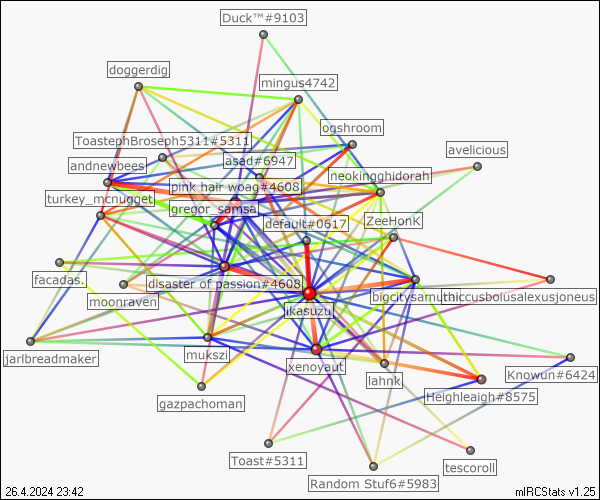 Duck™#9103
doggerdig
mingus4742
ogshroom
ToastephBroseph5311#5311
avelicious
andnewbees
asad#6947
neokingghidorah
pink hair woag#4608
turkey_mcnugget
gregor_samsa
default#0617
ZeeHonK
facadas.
disaster of passion#4608
moonraven
ikasuzu
jarlbreadmaker
mukszi
xenoyaut
lahnk
Knowun#6424
gazpachoman
Heighleaigh#8575
Toast#5311
Random Stuf6#5983
tescoroll
26.4.2024 23:42
mIRCStats v1.25